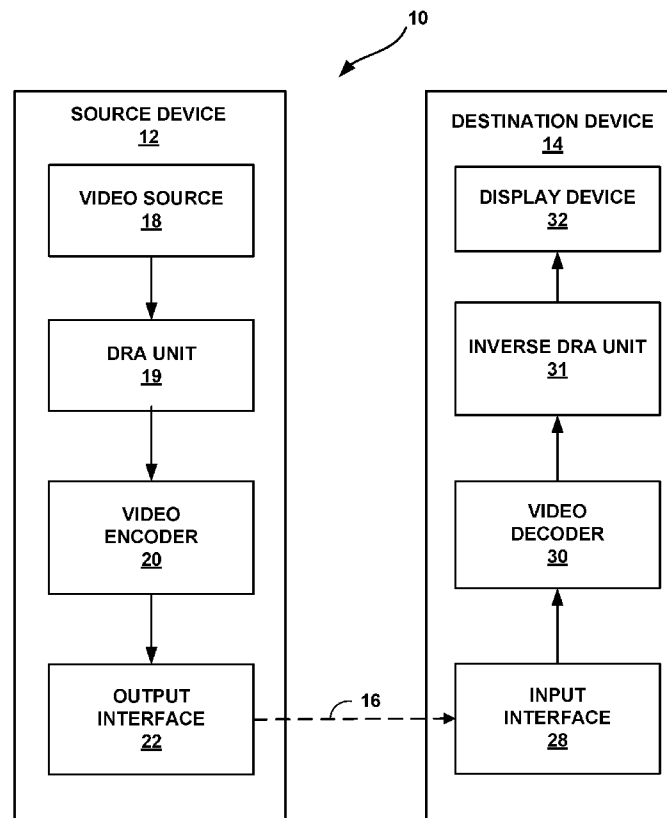 10
SOURCE DEVICE
12
VIDEO SOURCE
18
DRA UNIT
19
VIDEO
ENCODER
20
OUTPUT
INTERFACE
22
16
DESTINATION DEVICE
14
DISPLAY DEVICE
32
INVERSE DRA UNIT
31
VIDEO
DECODER
30
INPUT
INTERFACE
28